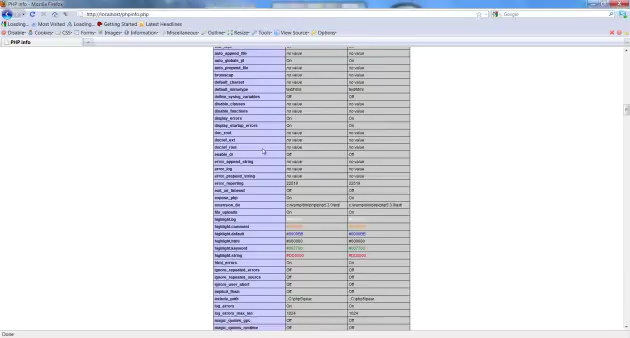 PHP info - Mozilla Firefox
http://localhost/phpinfo.php
Google
Loading... Most Visited Loading... Getting Started Latest Headlines
Disable Cookies CSS Forms Images Information Miscellaneous Outline Resize Tools View Source Options
PHP info
auto_append_file no value no value
auto_globals_jit On On
auto_prepend_file no value no value
browscap no value no value
default_charset no value no value
default_mimetype text/html text/html
define_syslog_variables Off Off
disable_classes no value no value
disable_functions no value no value
display_errors On On
display_startup_errors On On
doc_root no value no value
docref_ext no value no value
docref_root no value no value
enable_dl Off Off
error_append_string no value no value
error_log no value no value
error_prepend_string no value no value
error_reporting 22519 22519
exit_on_timeout Off Off
expose_php On On
extension_dir
file_uploads On On
highlight.bg
highlight.comment
highlight.default #0000BB #0000BB
highlight.html #000000 #000000
highlight.keyword #007700 #007700
highlight.string #DD0000 #DD0000
html_errors On On
ignore_repeated_errors Off Off
ignore_repeated_source Off Off
ignore_user_abort Off Off
implicit_flush Off Off
include_path .;C:\php5\pear .;C:\php5\pear
log_errors On On
log_errors_max_len 1024 1024
magic_quotes_gpc Off Off
magic_quotes_runtime Off Off
Done